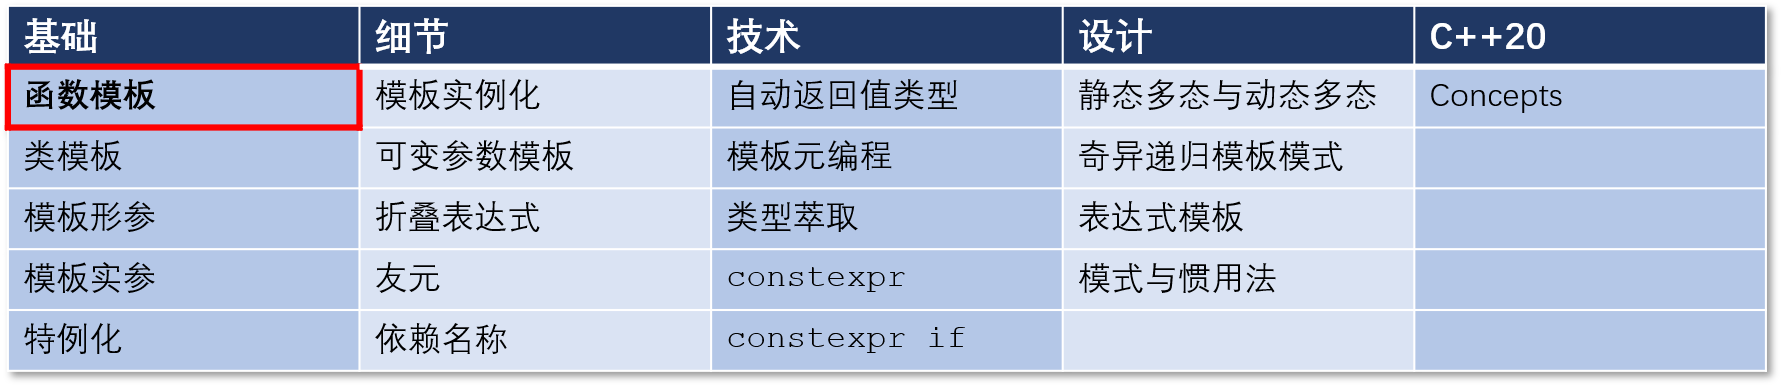 基础 细节 技术 设计 C++20
函数模板 模板实例化 自动返回值类型 静态多态与动态多态 Concepts
类模板 可变参数模板 模板元编程 奇异递归模板模式
模板形参 折叠表达式 类型萃取 表达式模板
模板实参 友元 constexpr 模式与惯用法
特例化 依赖名称 constexpr if